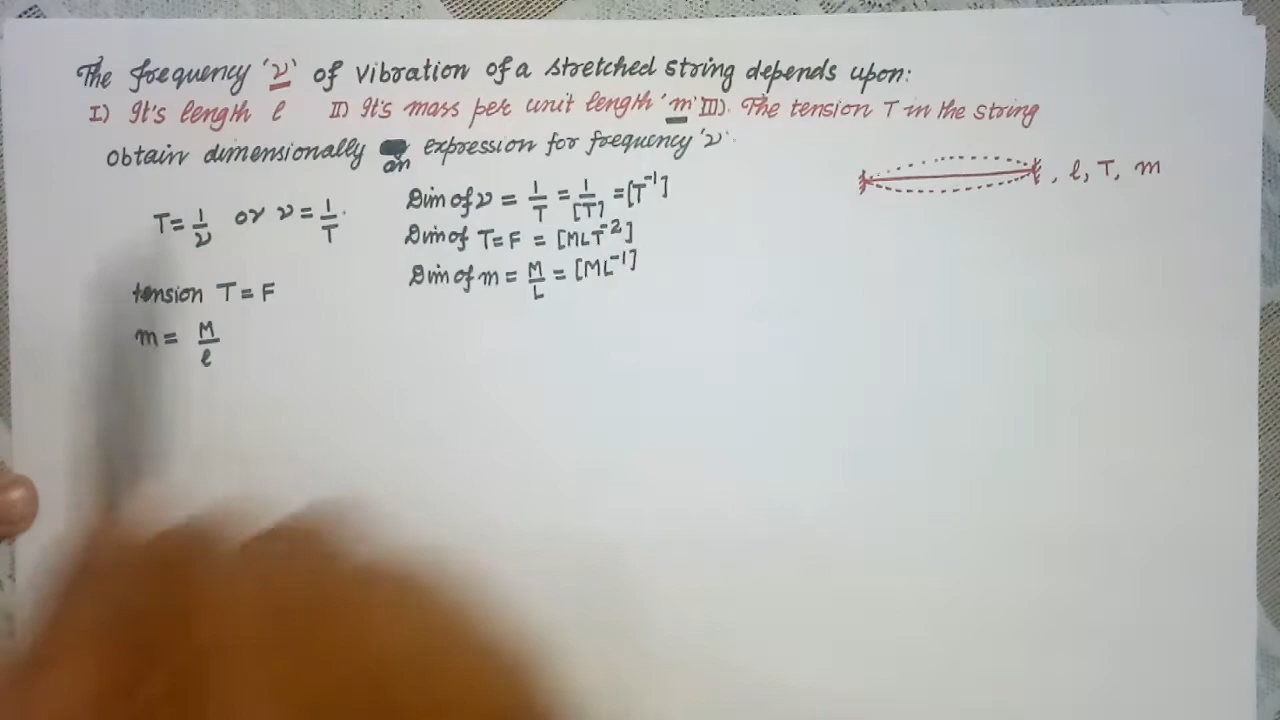 The frequency 'ν' of vibration of a stretched string depends upon:
I) It's length l II) It's mass per unit length 'm' III). The tension T in the string
obtain dimensionally an expression for frequency 'ν'.
, l, T, m
T = 1/ν or ν = 1/T.
tension T = F
m = M/l
Dim of ν = 1/T = 1/[T] = [T⁻¹]
Dim of T = F = [MLT⁻²]
Dim of m = M/L = [ML⁻¹]